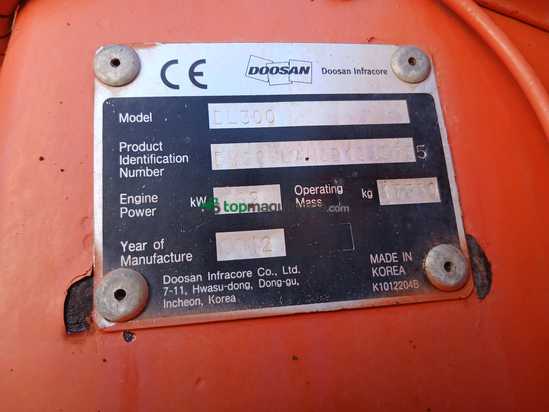 CE DOOSAN Doosan Infracore
Model DL300
Product
Identification
Number
Engine
Power kW Operating
Mass kg
topmaquinaria.com
Year of
Manufacture
Doosan Infracore Co., Ltd.
7-11, Hwasu-dong, Dong-gu,
Incheon, Korea
MADE IN
KOREA
K1012204B